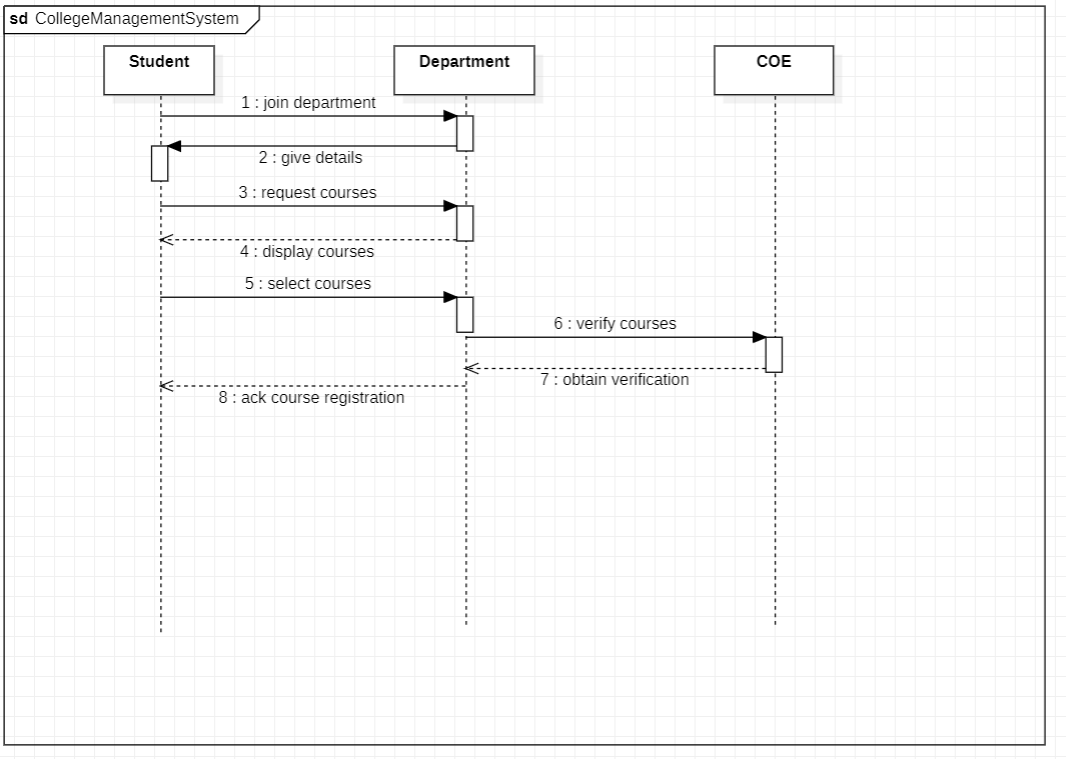 sd CollegeManagementSystem
Student
Department
COE
1 : join department
2 : give details
3 : request courses
4 : display courses
5 : select courses
6 : verify courses
7 : obtain verification
8 : ack course registration